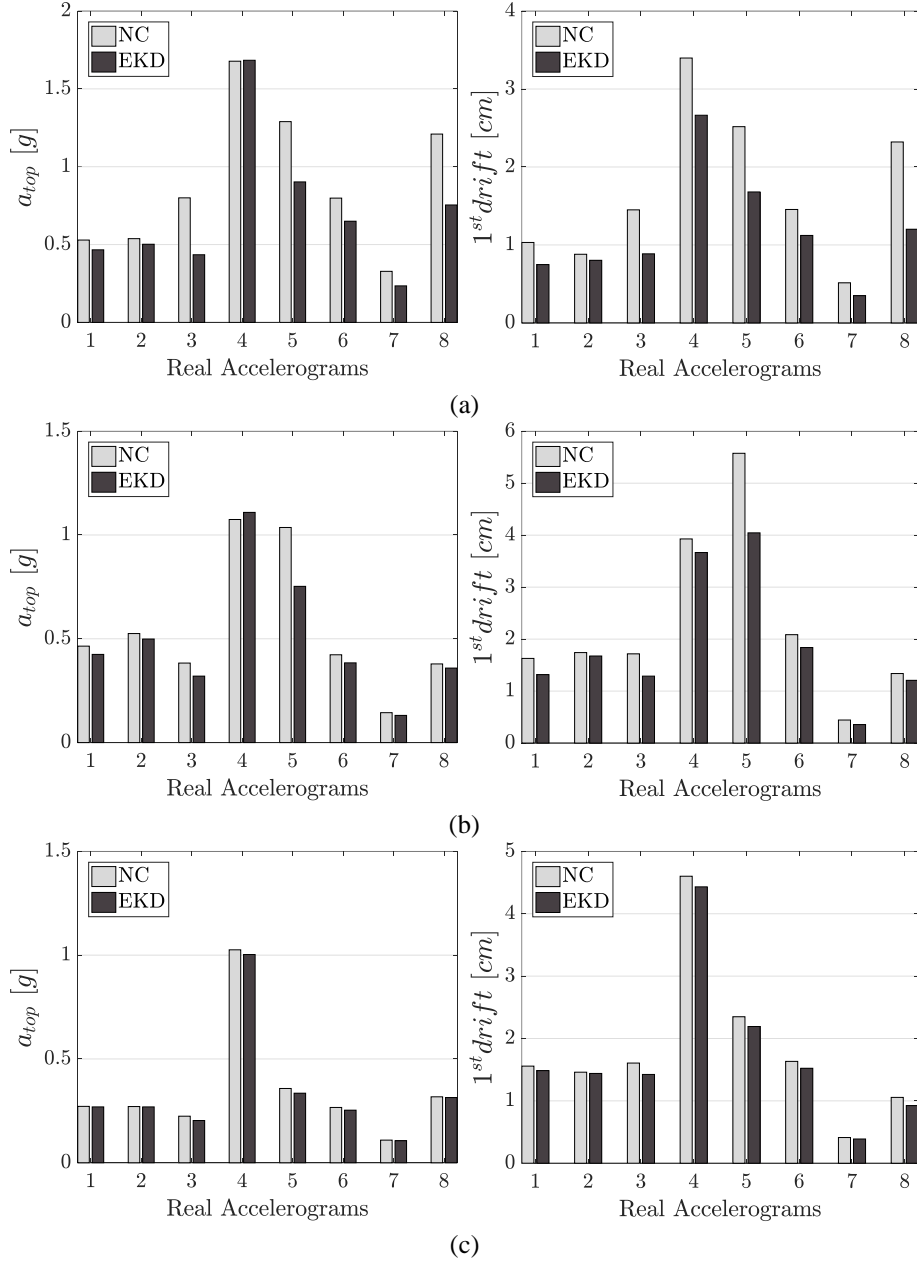 2
1.5
1
0.5
0
a_top [g]
NC
EKD
1 2 3 4 5 6 7 8
Real Accelerograms
4
3
2
1
0
1^st drift [cm]
NC
EKD
1 2 3 4 5 6 7 8
Real Accelerograms
(a)
1.5
1
0.5
0
a_top [g]
NC
EKD
1 2 3 4 5 6 7 8
Real Accelerograms
6
5
4
3
2
1
0
1^st drift [cm]
NC
EKD
1 2 3 4 5 6 7 8
Real Accelerograms
(b)
1.5
1
0.5
0
a_top [g]
NC
EKD
1 2 3 4 5 6 7 8
Real Accelerograms
5
4
3
2
1
0
1^st drift [cm]
NC
EKD
1 2 3 4 5 6 7 8
Real Accelerograms
(c)